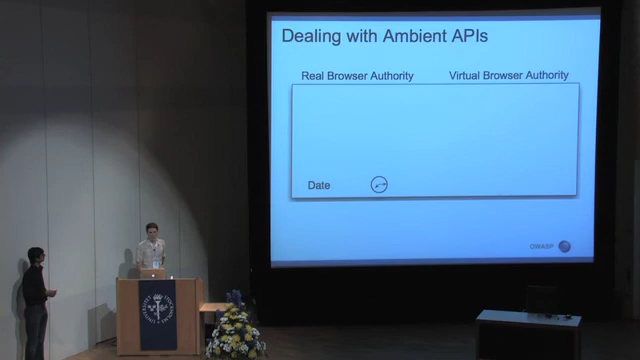 Dealing with Ambient APIs
Real Browser Authority
Virtual Browser Authority
Date
OWASP